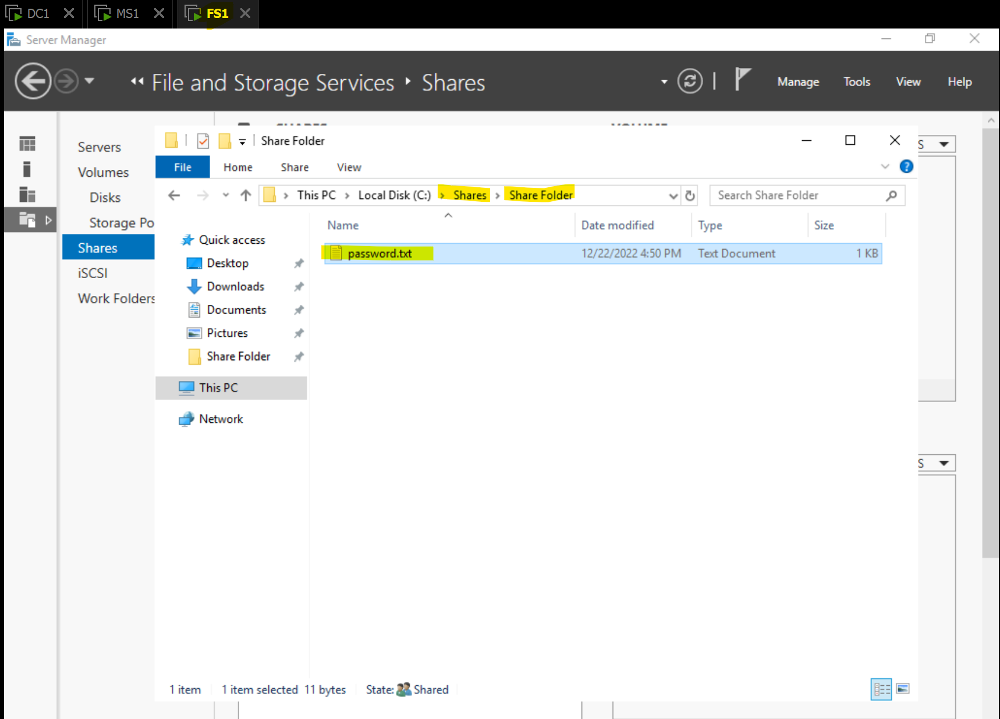 DC1 MS1 FS1
Server Manager
File and Storage Services Shares Manage Tools View Help
SHARES VOLUME
Servers
Volumes
Disks
Storage Po
Shares
iSCSI
Work Folders
Share Folder
File Home Share View
This PC Local Disk (C:) Shares Share Folder Search Share Folder
Name Date modified Type Size
password.txt 12/22/2022 4:50 PM Text Document 1 KB
Quick access
Desktop
Downloads
Documents
Pictures
Share Folder
This PC
Network
S
S
1 item 1 item selected 11 bytes State: Shared